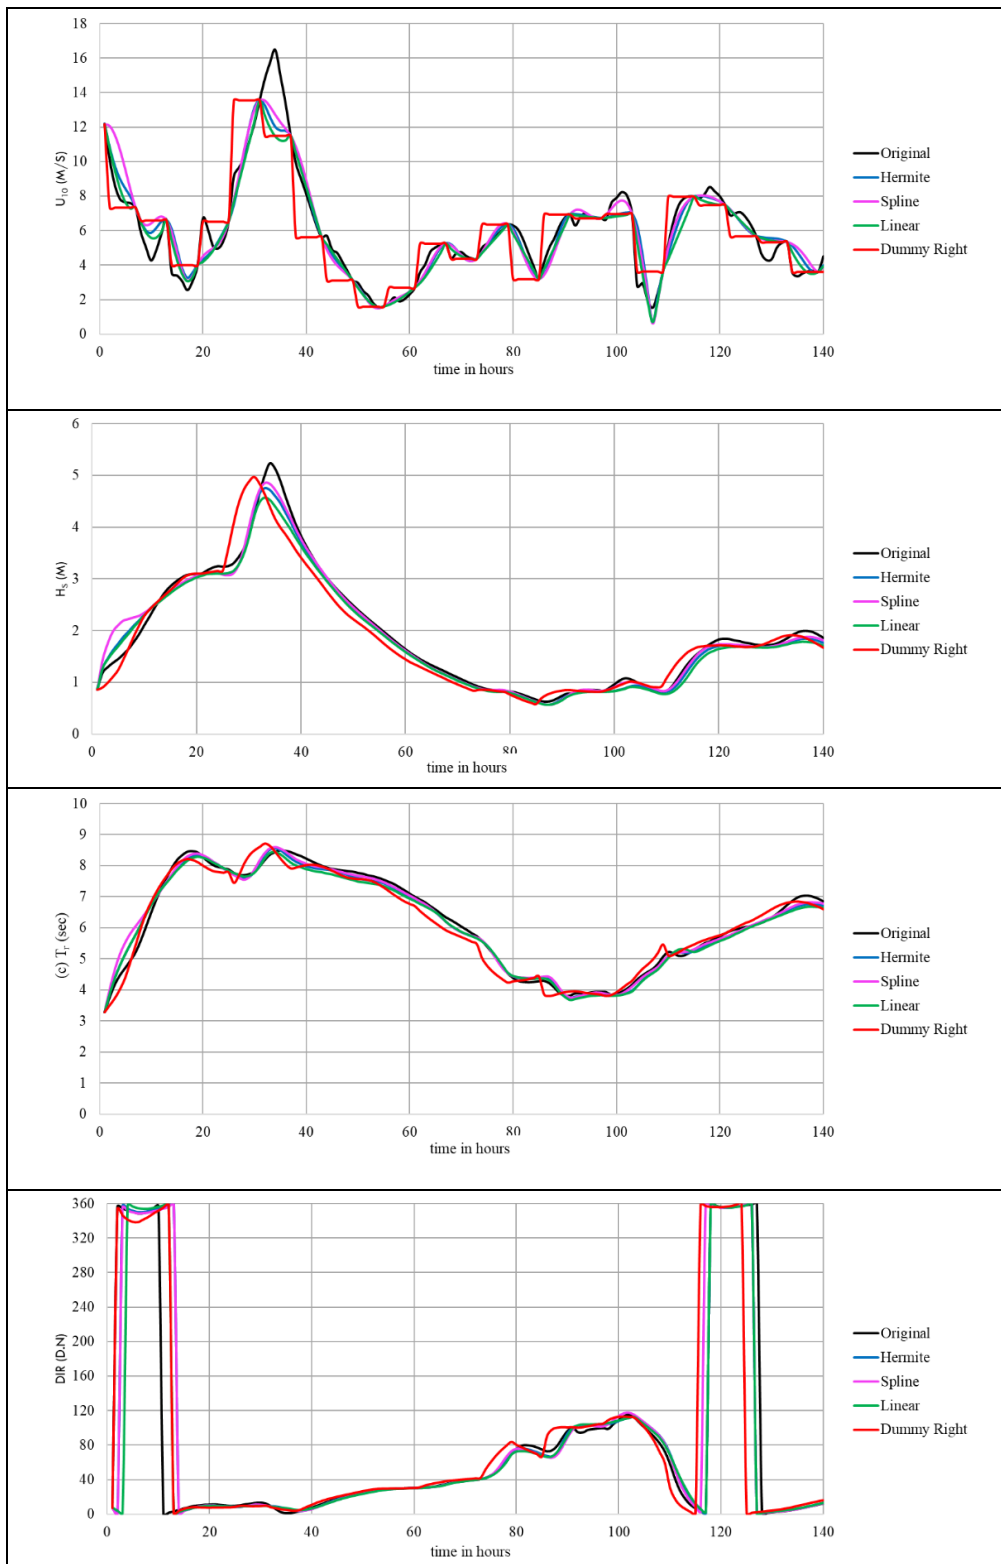 U10 (M/S)
18
16
14
12
10
8
6
4
2
0
0 20 40 60 80 100 120 140
time in hours
Original
Hermite
Spline
Linear
Dummy Right
HS (M)
6
5
4
3
2
1
0
0 20 40 60 80 100 120 140
time in hours
Original
Hermite
Spline
Linear
Dummy Right
(c) Tr (sec)
10
9
8
7
6
5
4
3
2
1
0
0 20 40 60 80 100 120 140
time in hours
Original
Hermite
Spline
Linear
Dummy Right
DIR (D.N)
360
320
280
240
200
160
120
80
40
0
0 20 40 60 80 100 120 140
time in hours
Original
Hermite
Spline
Linear
Dummy Right